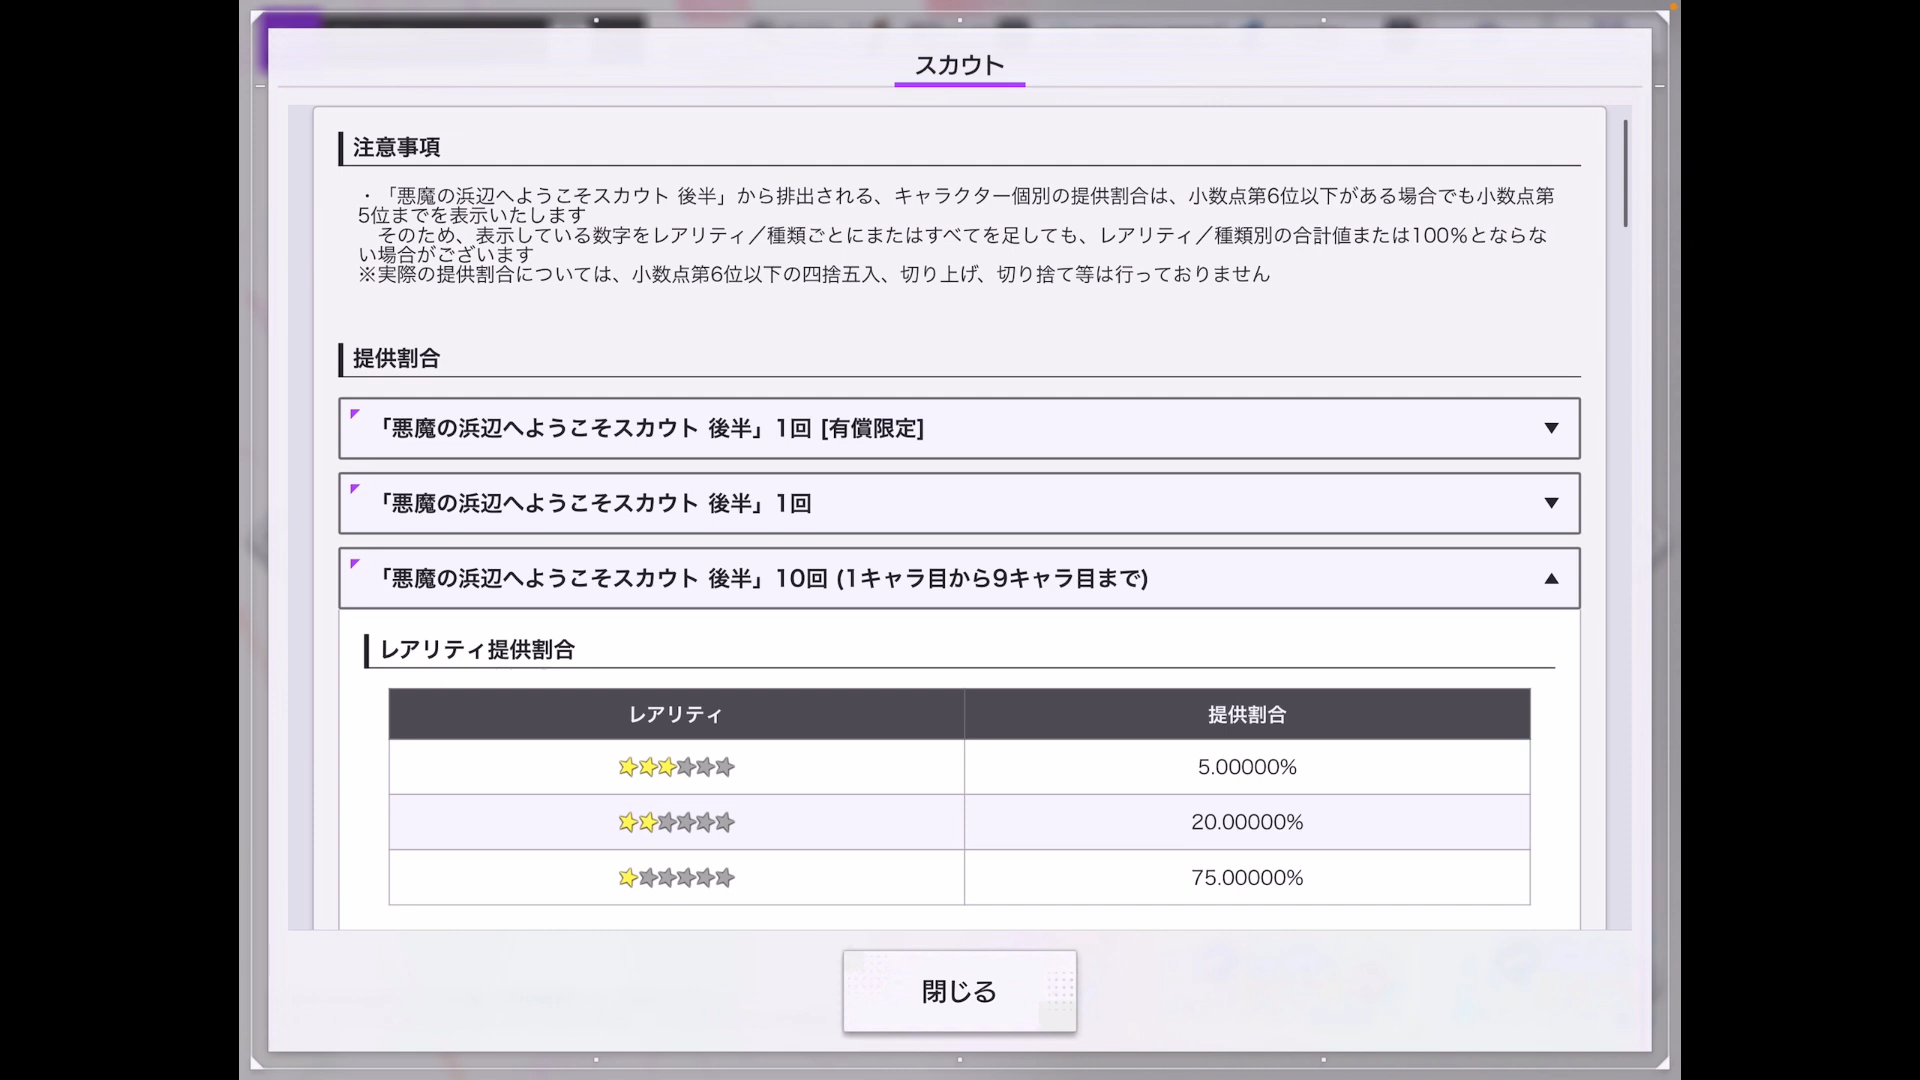 スカウト
注意事項
・「悪魔の浜辺へようこそスカウト 後半」から排出される、キャラクター個別の提供割合は、小数点第6位以下がある場合でも小数点第
5位までを表示いたします
そのため、表示している数字をレアリティ／種類ごとにまたはすべてを足しても、レアリティ／種類別の合計値または100%とならな
い場合がございます
※実際の提供割合については、小数点第6位以下の四捨五入、切り上げ、切り捨て等は行っておりません
提供割合
「悪魔の浜辺へようこそスカウト 後半」1回 [有償限定] ▼
「悪魔の浜辺へようこそスカウト 後半」1回 ▼
「悪魔の浜辺へようこそスカウト 後半」10回 (1キャラ目から9キャラ目まで) ▲
レアリティ提供割合
レアリティ 提供割合
5.00000%
20.00000%
75.00000%
閉じる